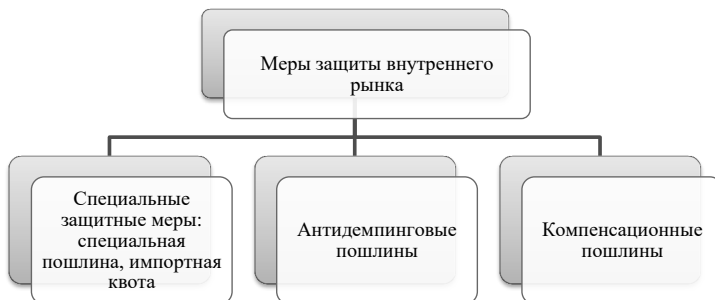 Меры защиты внутреннего
рынка
Специальные
защитные меры:
специальная
пошлина, импортная
квота
Антидемпинговые
пошлины
Компенсационные
пошлины